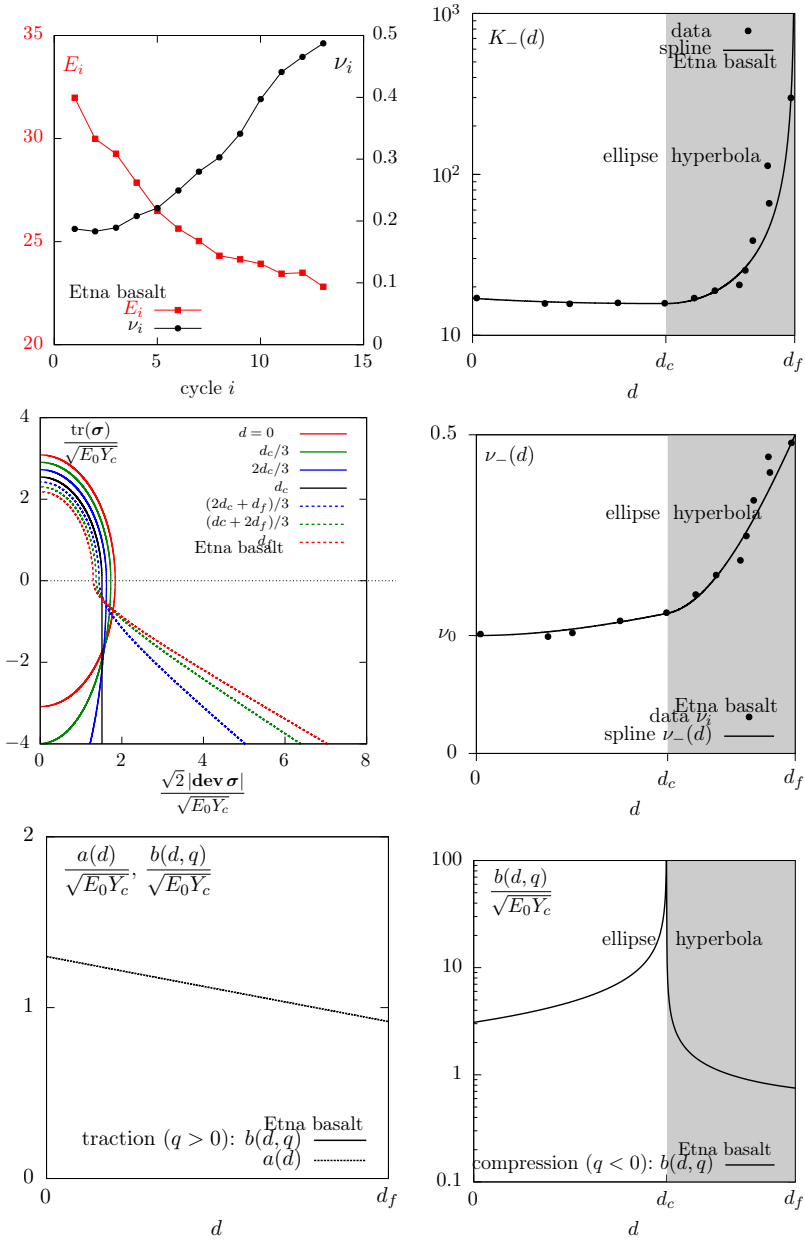 35
30
25
20
E_i
ν_i
0.5
0.4
0.3
0.2
0.1
0
Etna basalt
E_i
ν_i
0 5 10 15
cycle i
10^3
10^2
10
K_−(d)
data
spline
Etna basalt
ellipse hyperbola
0 d_c d_f
d
4
2
0
−2
−4
tr(σ)
√E_0Y_c
d = 0
d_c/3
2d_c/3
d_c
(2d_c + d_f)/3
(dc + 2d_f)/3
d_f
Etna basalt
0 2 4 6 8
√2 |dev σ|
√E_0Y_c
0.5
ν_0
0
ν_−(d)
ellipse hyperbola
Etna basalt
data ν_i
spline ν_−(d)
0 d_c d_f
d
2
1
0
a(d)/√E_0Y_c, b(d, q)/√E_0Y_c
Etna basalt
traction (q > 0): b(d, q)
a(d)
0 d_f
d
100
10
1
0.1
b(d, q)
√E_0Y_c
ellipse hyperbola
Etna basalt
compression (q < 0): b(d, q)
0 d_c d_f
d